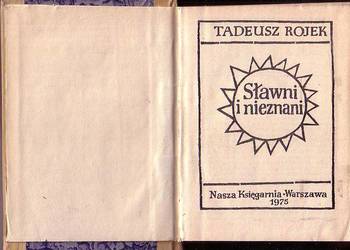 TADEUSZ ROJEK
Sławni
i nieznani
Nasza Księgarnia-Warszawa
1975